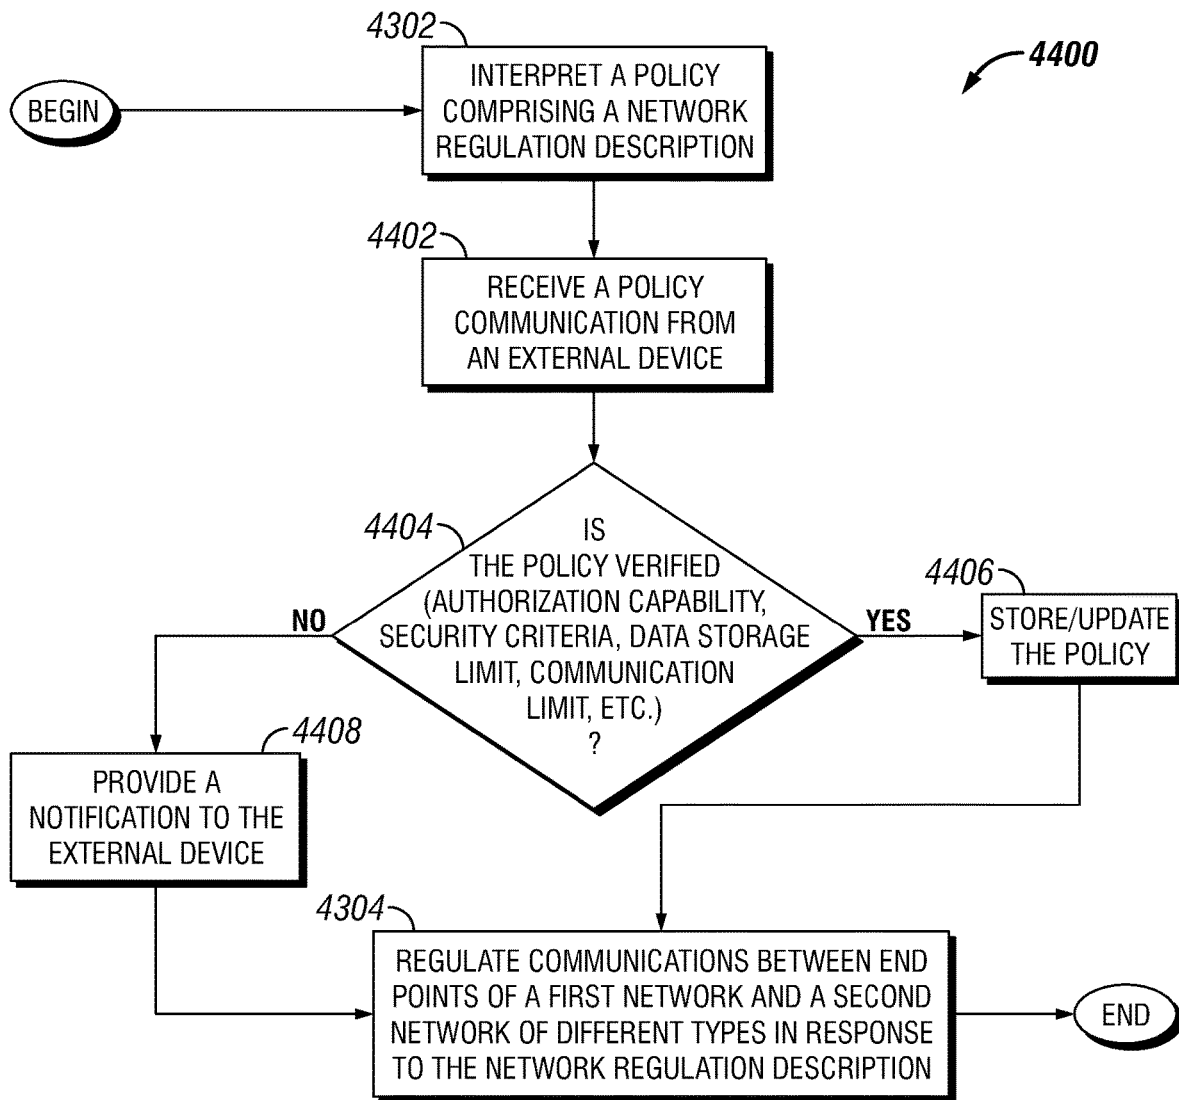 4302
4400
BEGIN
INTERPRET A POLICY
COMPRISING A NETWORK
REGULATION DESCRIPTION
4402
RECEIVE A POLICY
COMMUNICATION FROM
AN EXTERNAL DEVICE
4404
IS
THE POLICY VERIFIED
(AUTHORIZATION CAPABILITY,
SECURITY CRITERIA, DATA STORAGE
LIMIT, COMMUNICATION
LIMIT, ETC.)
?
NO
YES
4406
STORE/UPDATE
THE POLICY
4408
PROVIDE A
NOTIFICATION TO THE
EXTERNAL DEVICE
4304
REGULATE COMMUNICATIONS BETWEEN END
POINTS OF A FIRST NETWORK AND A SECOND
NETWORK OF DIFFERENT TYPES IN RESPONSE
TO THE NETWORK REGULATION DESCRIPTION
END